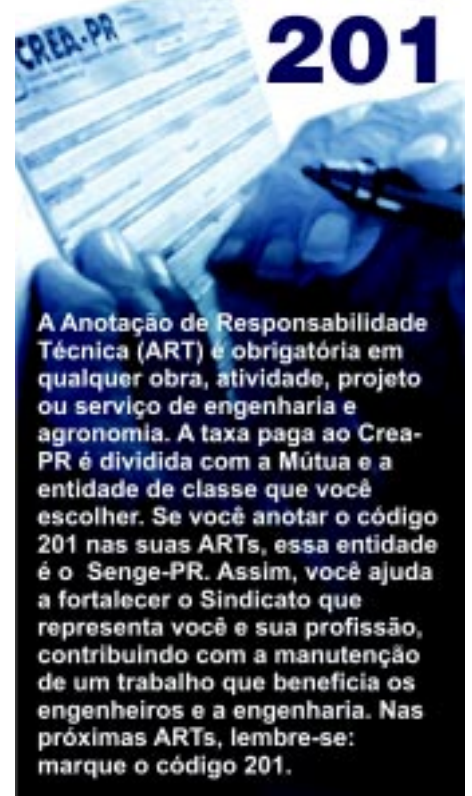 CREA-PR
201
A Anotação de Responsabilidade
Técnica (ART) é obrigatória em
qualquer obra, atividade, projeto
ou serviço de engenharia e
agronomia. A taxa paga ao Crea-
PR é dividida com a Mútua e a
entidade de classe que você
escolher. Se você anotar o código
201 nas suas ARTs, essa entidade
é o Senge-PR. Assim, você ajuda
a fortalecer o Sindicato que
representa você e sua profissão,
contribuindo com a manutenção
de um trabalho que beneficia os
engenheiros e a engenharia. Nas
próximas ARTs, lembre-se:
marque o código 201.